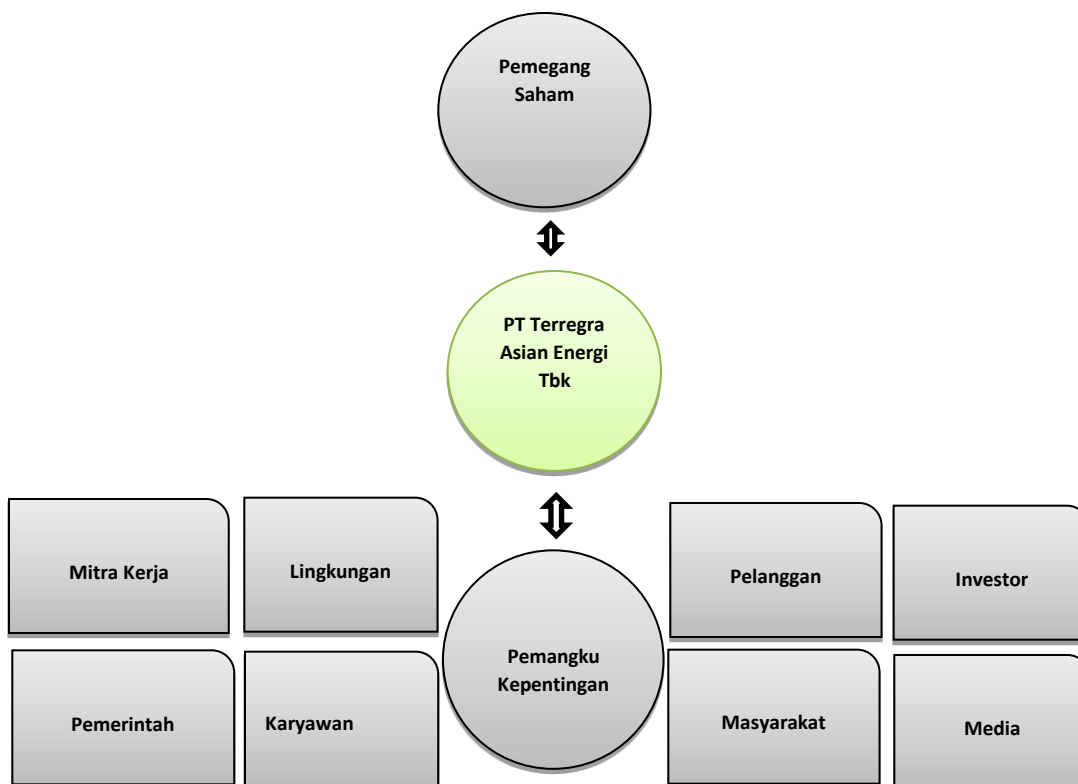 Pemegang
Saham
PT Terregra
Asian Energi
Tbk
Mitra Kerja
Lingkungan
Pelanggan
Investor
Pemangku
Kepentingan
Pemerintah
Karyawan
Masyarakat
Media